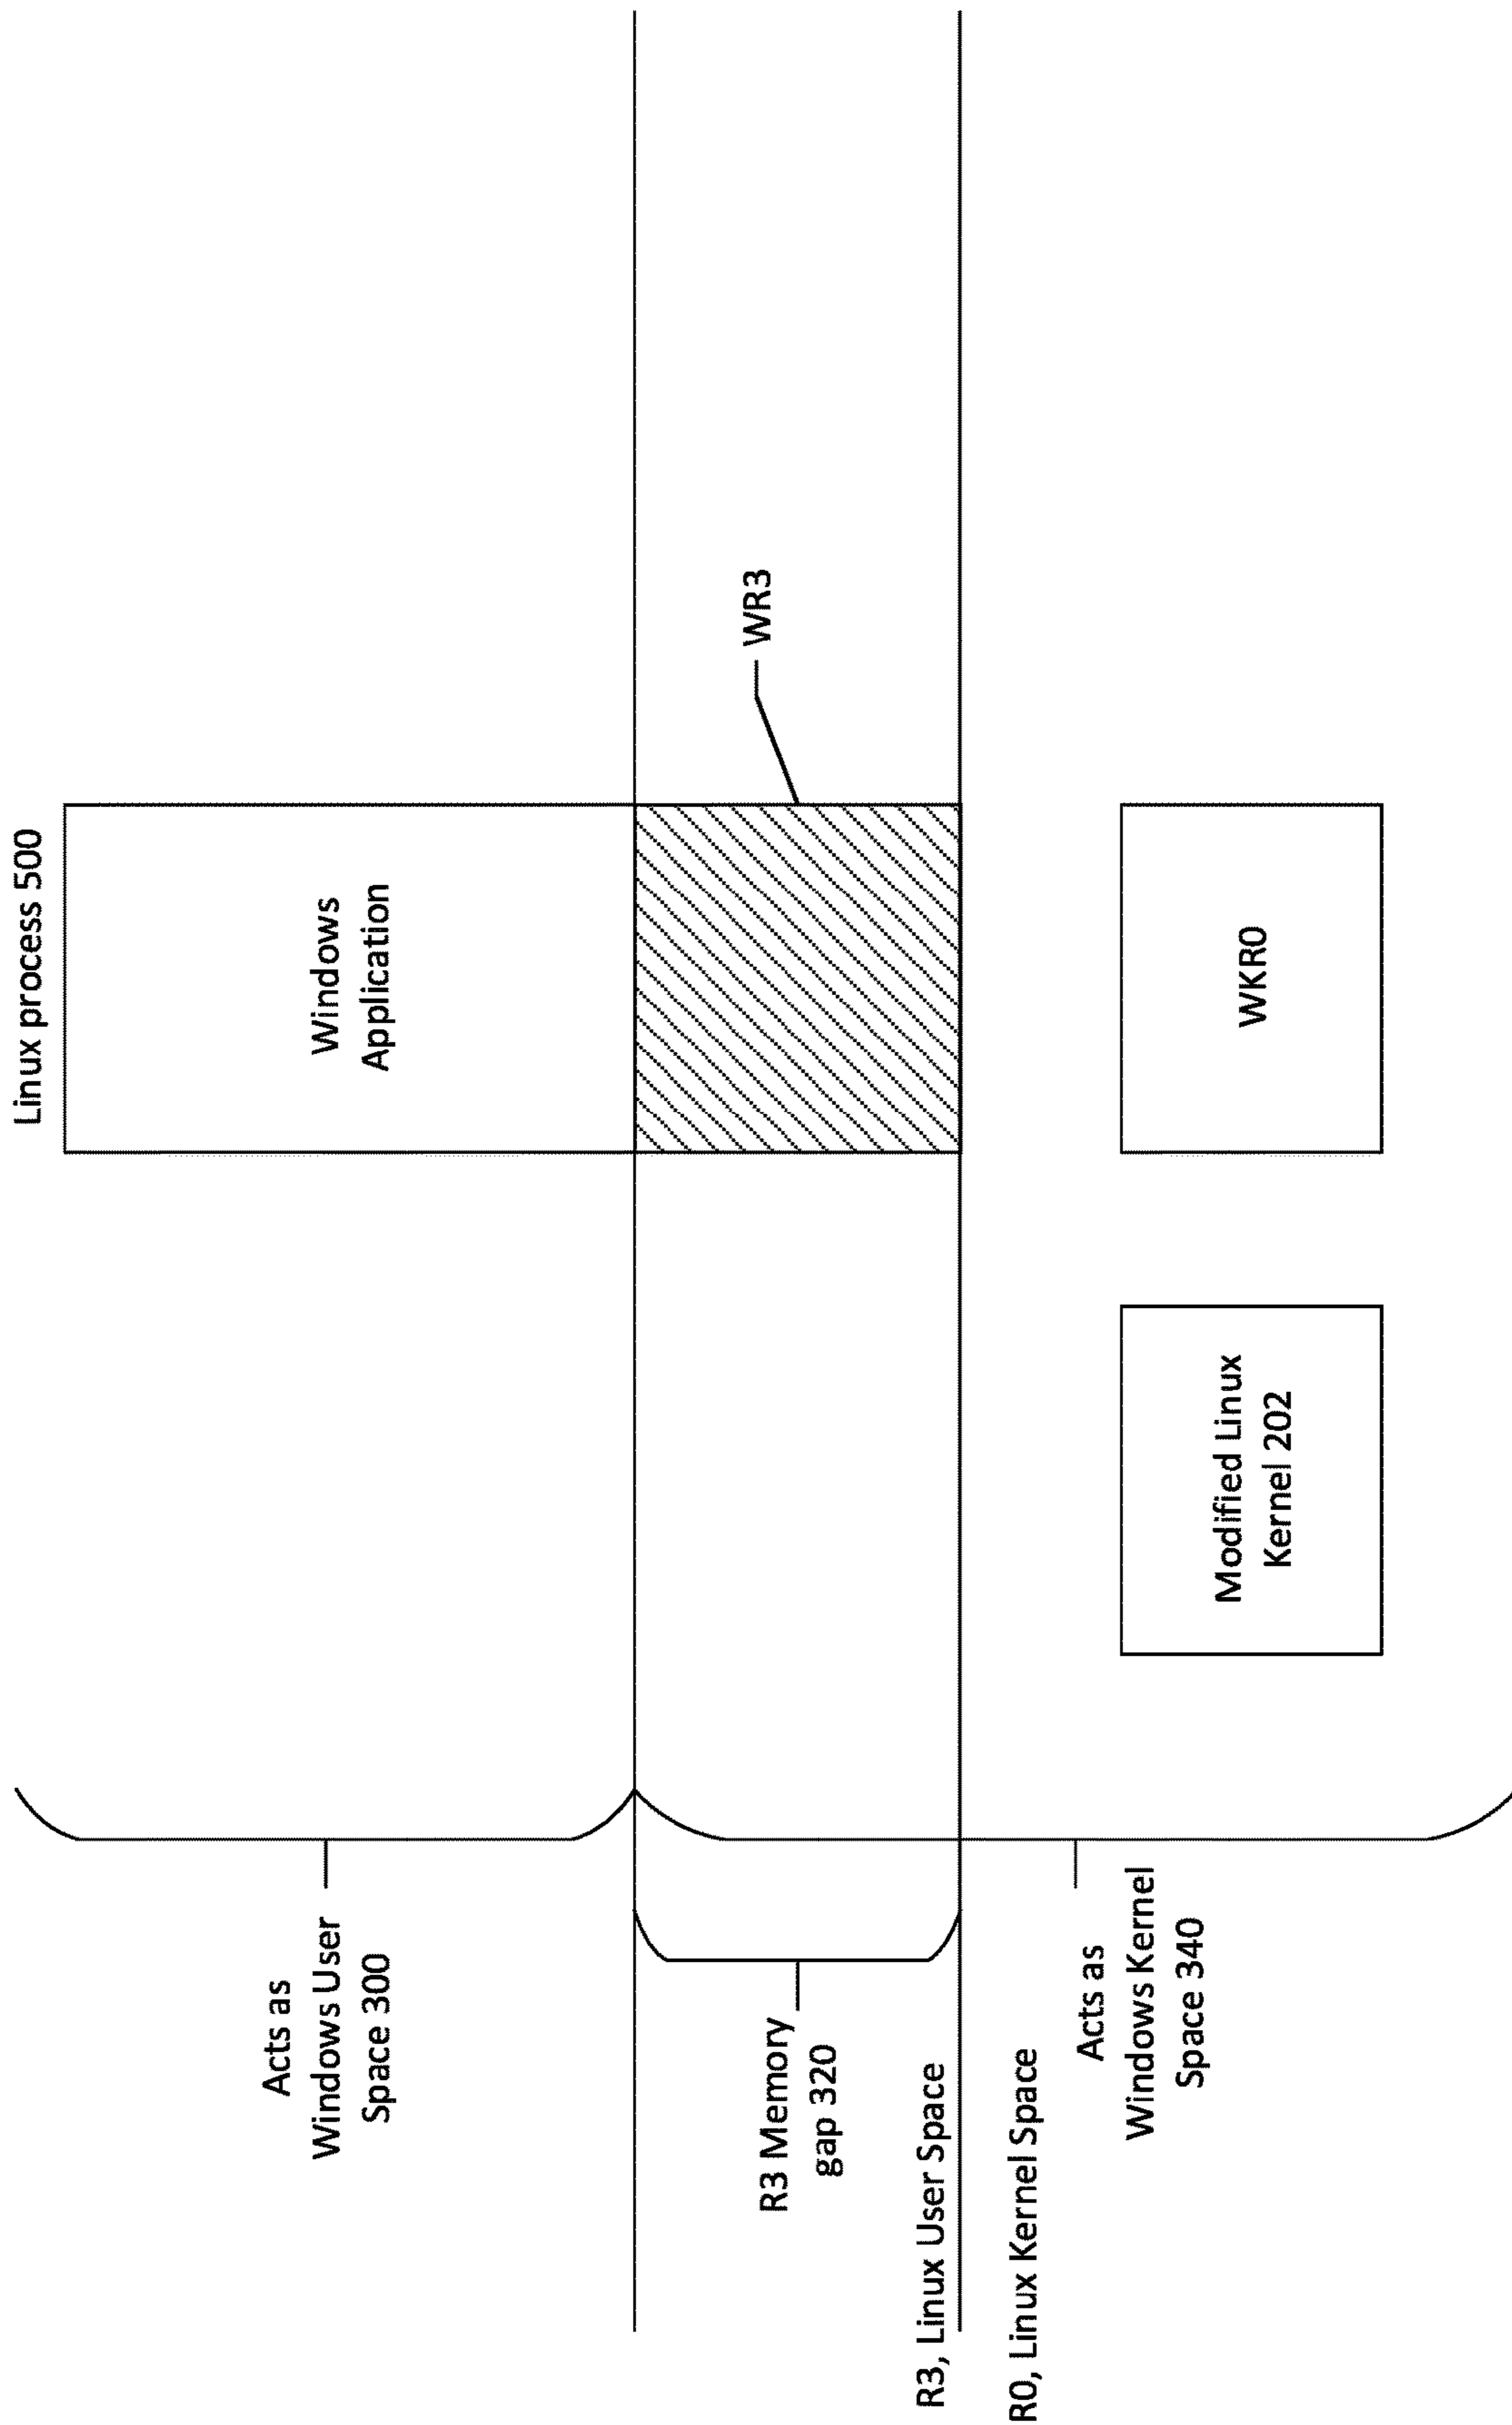 Linux process 500
Acts as
Windows User
Space 300
Windows
Application
R3 Memory
gap 320
WR3
R3, Linux User Space
R0, Linux Kernel Space
Acts as
Windows Kernel
Space 340
Modified Linux
Kernel 202
WKR0